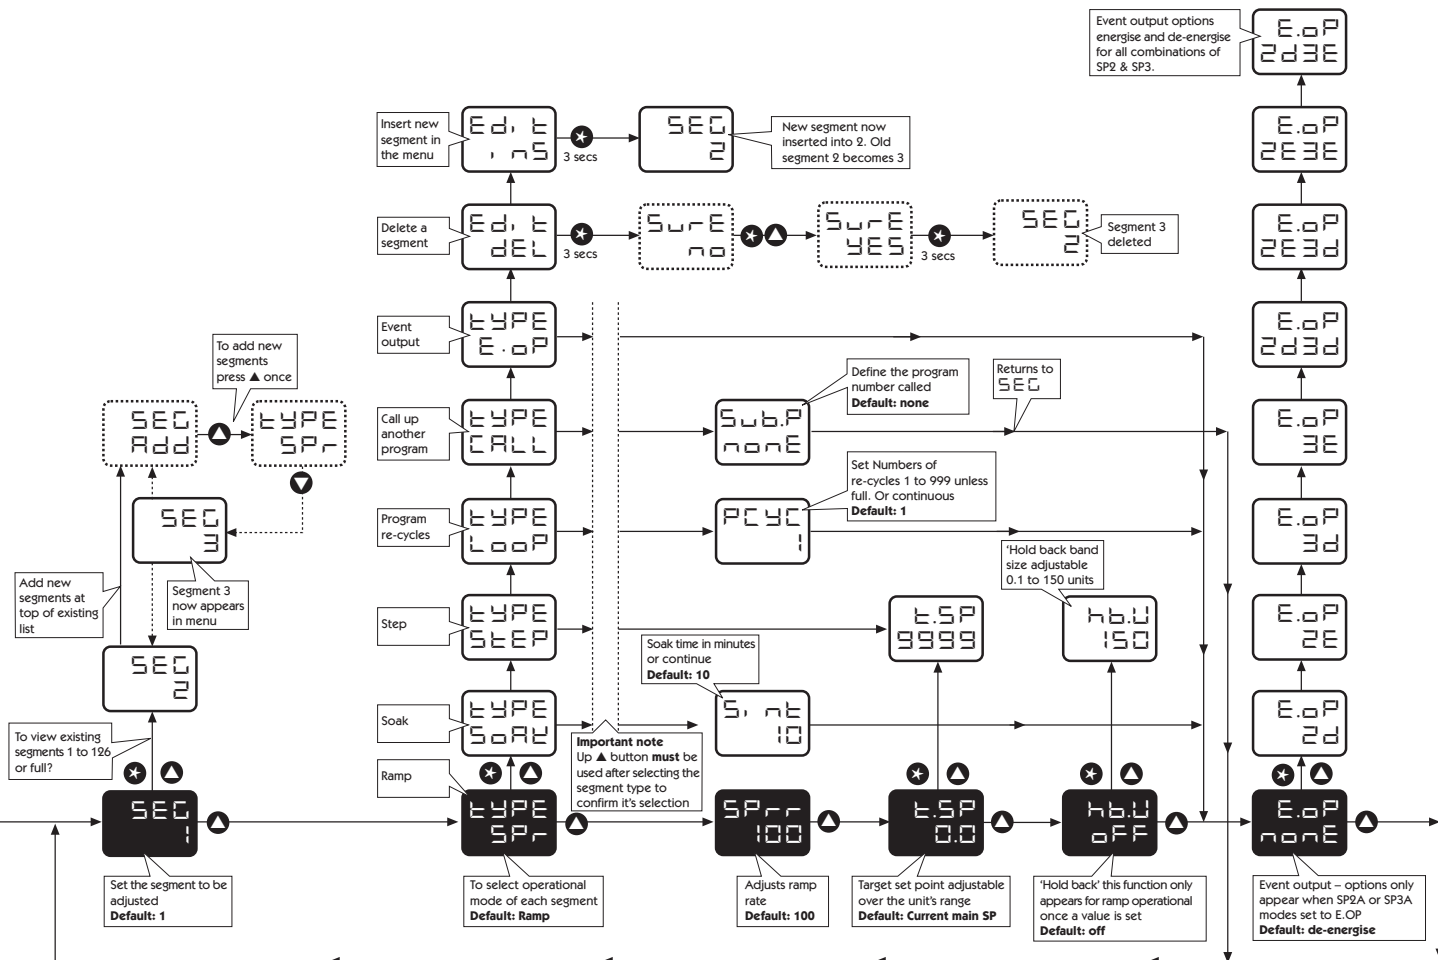 Event output options
energise and de-energise
for all combinations of
SP2 & SP3.
E.oP
2d3E
Insert new
segment in
the menu
Edit
inS
3 secs
SEG
2
New segment now
inserted into 2. Old
segment 2 becomes 3
E.oP
2E3E
Delete a
segment
Edit
dEL
3 secs
SurE
no
SurE
YES
3 secs
SEG
2
Segment 3
deleted
E.oP
2E3d
Event
output
tYPE
E.oP
E.oP
2d3d
To add new
segments
press ▲ once
SEG
Add
tYPE
SPr
Call up
another
program
tYPE
CALL
Sub.P
nonE
Define the program
number called
Default: none
Returns to
SEG
E.oP
3E
SEG
3
Segment 3
now appears
in menu
Program
re-cycles
tYPE
LooP
PCYC
1
Set Numbers of
re-cycles 1 to 999 unless
full. Or continuous
Default: 1
E.oP
3d
Add new
segments at
top of existing
list
SEG
2
Step
tYPE
StEP
t.SP
9999
'Hold back band
size adjustable
0.1 to 150 units
hb.U
150
E.oP
2E
To view existing
segments 1 to 126
or full?
Soak
tYPE
SoAK
Soak time in minutes
or continue
Default: 10
Sint
10
E.oP
2d
Important note
Up ▲ button must be
used after selecting the
segment type to
confirm it's selection
Ramp
SEG
1
tYPE
SPr
SPrr
100
t.SP
0.0
hb.U
oFF
E.oP
nonE
Set the segment to be
adjusted
Default: 1
To select operational
mode of each segment
Default: Ramp
Adjusts ramp
rate
Default: 100
Target set point adjustable
over the unit's range
Default: Current main SP
'Hold back' this function only
appears for ramp operational
once a value is set
Default: off
Event output – options only
appear when SP2A or SP3A
modes set to E.OP
Default: de-energise